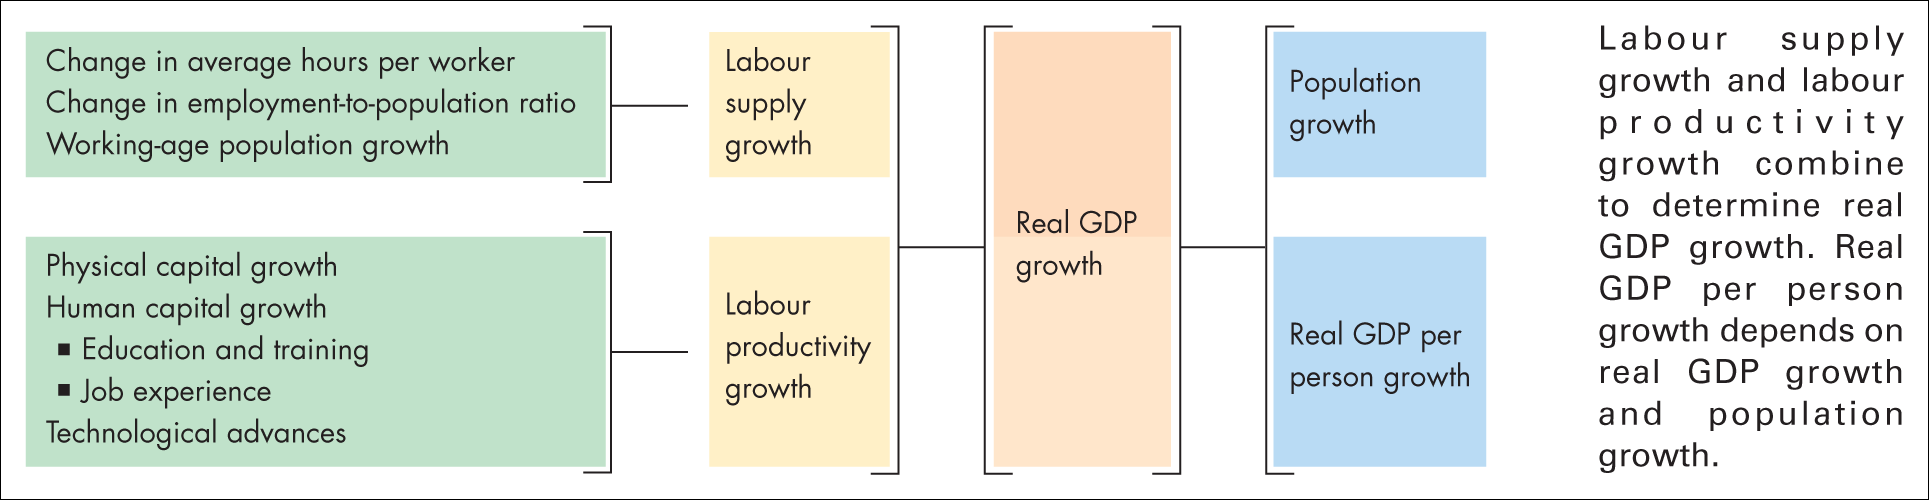 Change in average hours per worker
Change in employment-to-population ratio
Working-age population growth
Physical capital growth
Human capital growth
■ Education and training
■ Job experience
Technological advances
Labour
supply
growth
Labour
productivity
growth
Real GDP
growth
Population
growth
Real GDP per
person growth
Labour supply
growth and labour
productivity
growth combine
to determine real
GDP growth. Real
GDP per person
growth depends on
real GDP growth
and population
growth.